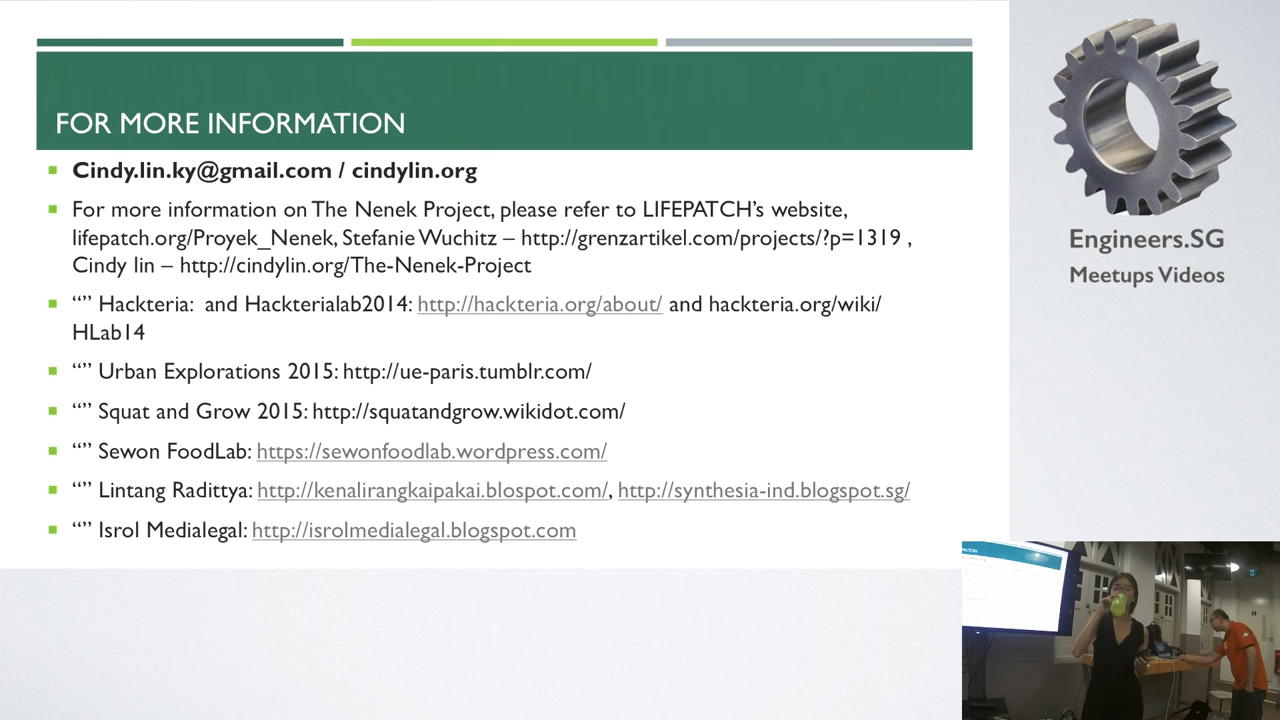 FOR MORE INFORMATION
Cindy.lin.ky@gmail.com / cindylin.org
For more information on The Nenek Project, please refer to LIFEPATCH’s website,
lifepatch.org/Proyek_Nenek, Stefanie Wuchitz – http://grenzartikel.com/projects/?p=1319 ,
Cindy lin – http://cindylin.org/The-Nenek-Project
“” Hackteria:  and Hackterialab2014: http://hackteria.org/about/ and hackteria.org/wiki/
HLab14
“” Urban Explorations 2015: http://ue-paris.tumblr.com/
“” Squat and Grow 2015: http://squatandgrow.wikidot.com/
“” Sewon FoodLab: https://sewonfoodlab.wordpress.com/
“” Lintang Radittya: http://kenalirangkaipakai.blospot.com/, http://synthesia-ind.blogspot.sg/
“” Isrol Medialegal: http://isrolmedialegal.blogspot.com
Engineers.SG
Meetups Videos